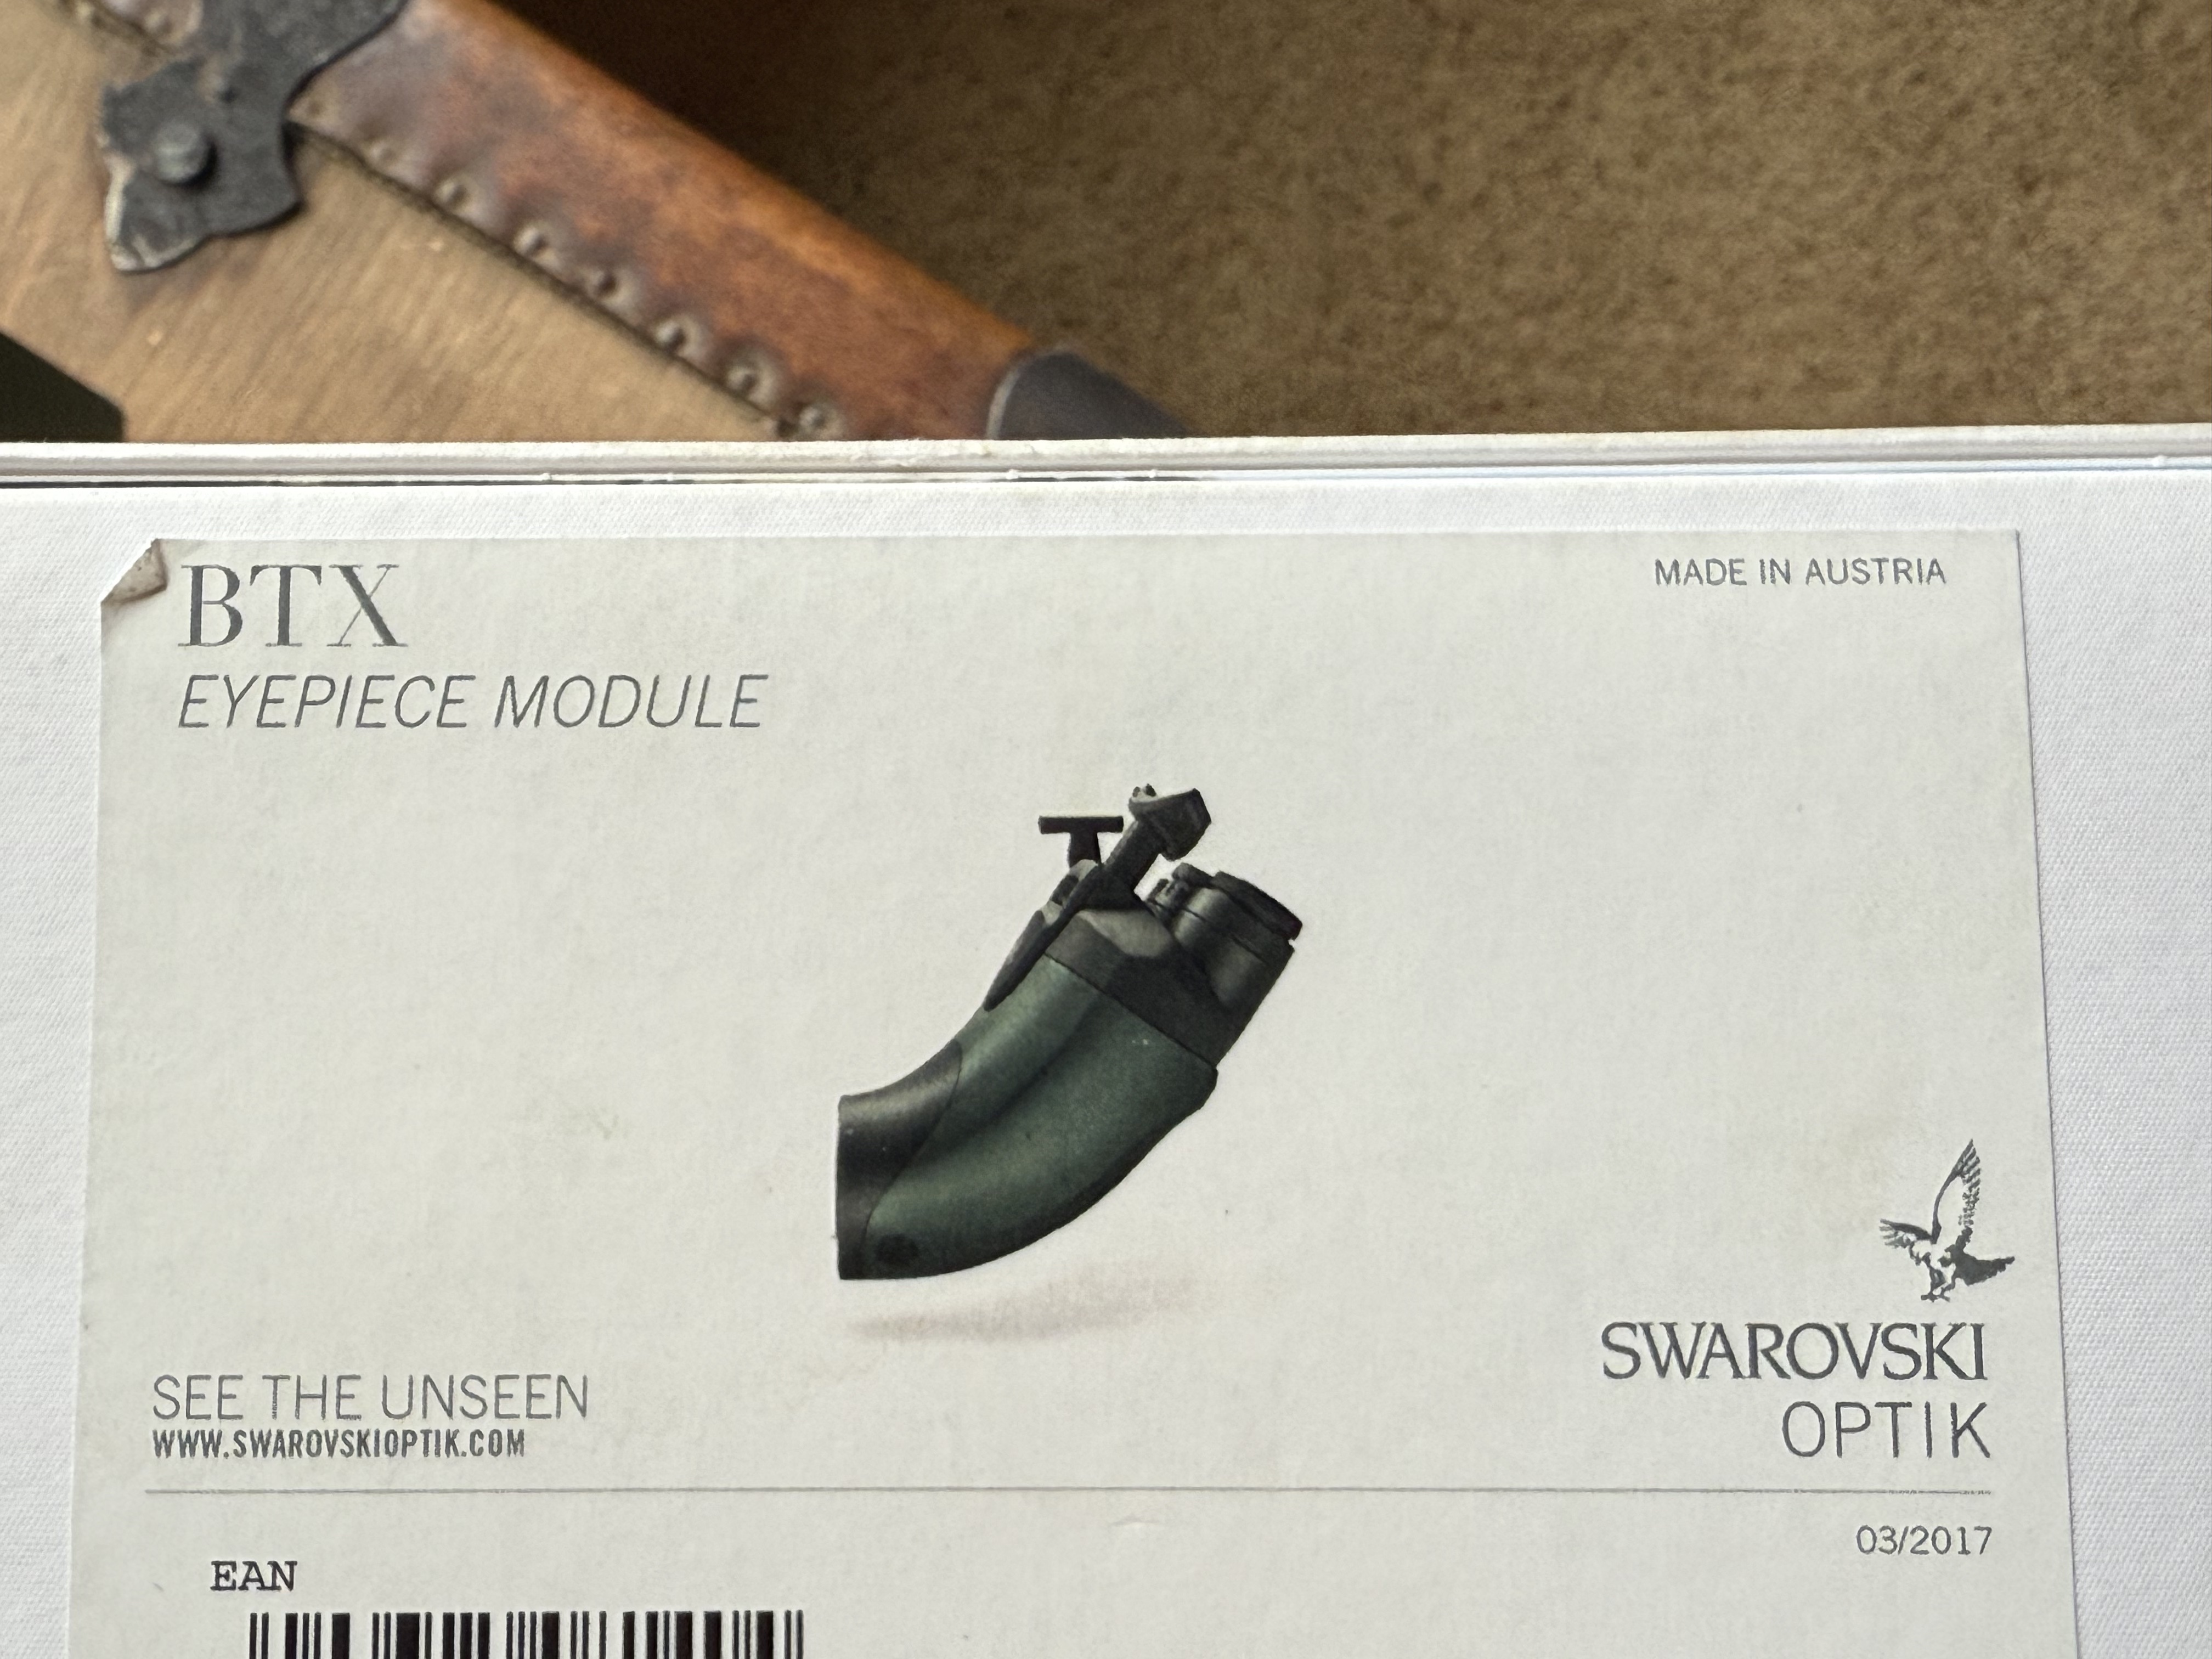 BTX
MADE IN AUSTRIA
EYEPIECE MODULE
SEE THE UNSEEN
WWW.SWAROVSKIOPTIK.COM
SWAROVSKI
OPTIK
03/2017
EAN